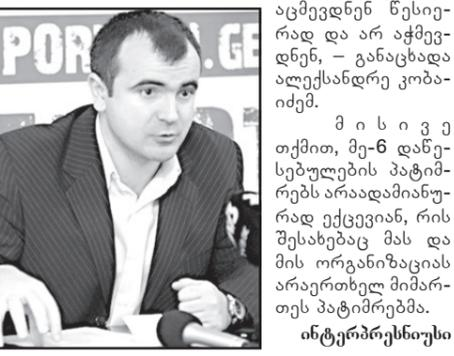 PORTAL.GE
აცმევდნენ წესიე-
რად და არ აჭმევ-
დნენ, – განაცხადა
ალექსანდრე კობა-
იძემ.
მისივე
თქმით, მე-6 დაწე-
სებულების პატიმ-
რებს არაადამიანუ-
რად ექცევიან, რის
შესახებაც მას და
მის ორგანიზაციას
არაერთხელ მიმარ-
თეს პატიმრებმა.
ინტერპრესნიუსი